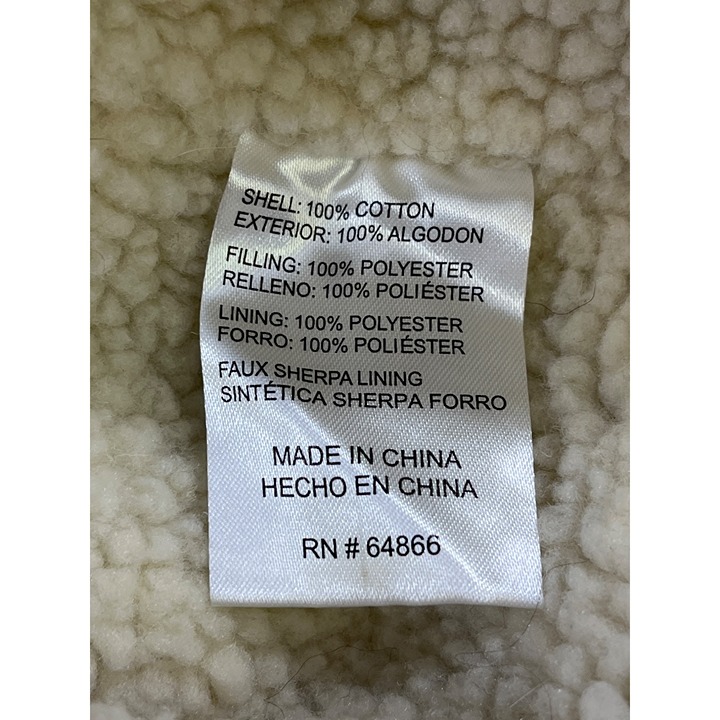 SHELL: 100% COTTON
EXTERIOR: 100% ALGODON
FILLING: 100% POLYESTER
RELLENO: 100% POLIÉSTER
LINING: 100% POLYESTER
FORRO: 100% POLIÉSTER
FAUX SHERPA LINING
SINTÉTICA SHERPA FORRO
MADE IN CHINA
HECHO EN CHINA
RN # 64866